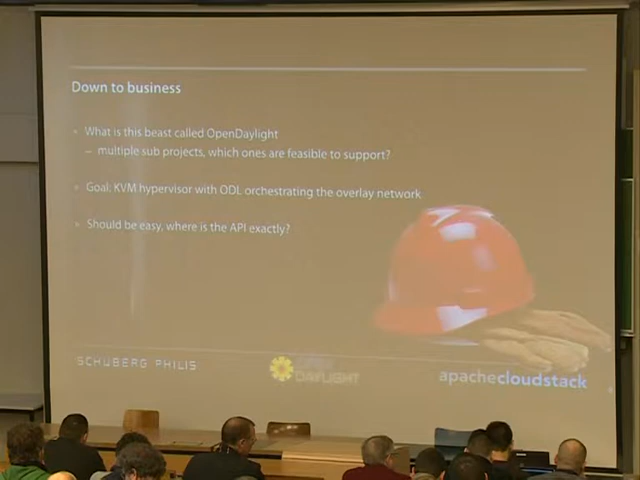 Down to business
What is this beast called OpenDaylight
– multiple sub projects, which ones are feasible to support?
Goal: KVM hypervisor with ODL orchestrating the overlay network
Should be easy, where is the API exactly?
SCHUBERG PHILIS
OPEN
DAYLIGHT
apachecloudstack